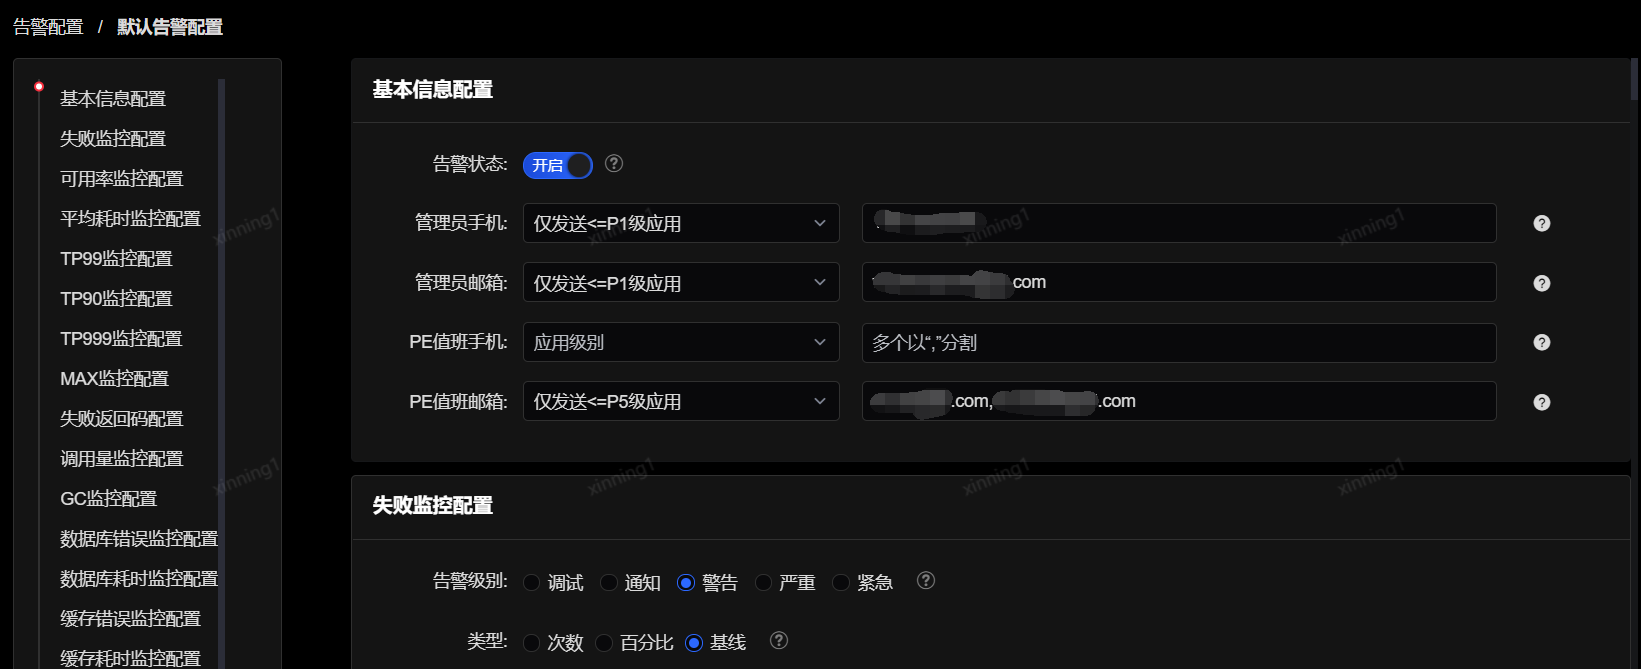 告警配置 / 默认告警配置
基本信息配置
失败监控配置
可用率监控配置
平均耗时监控配置
TP99监控配置
TP90监控配置
TP999监控配置
MAX监控配置
失败返回码配置
调用量监控配置
GC监控配置
数据库错误监控配置
数据库耗时监控配置
缓存错误监控配置
缓存耗时监控配置
基本信息配置
告警状态: 开启 ?
管理员手机: 仅发送<=P1级应用 ?
管理员邮箱: 仅发送<=P1级应用 .com ?
PE值班手机: 应用级别 多个以“,”分割 ?
PE值班邮箱: 仅发送<=P5级应用 .com, .com ?
失败监控配置
告警级别: 调试 通知 警告 严重 紧急 ?
类型: 次数 百分比 基线 ?
xinning1
xinning1
xinning1
xinning1
xinning1
xinning1
xinning1
xinning1